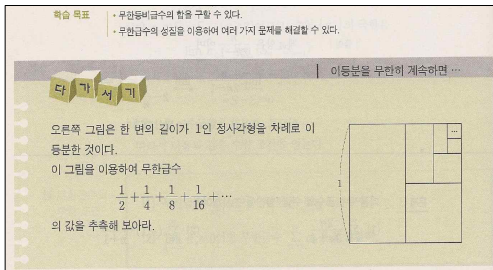 학습 목표
• 무한등비급수의 합을 구할 수 있다.
• 무한급수의 성질을 이용하여 여러 가지 문제를 해결할 수 있다.
이등분을 무한히 계속하면 …
다 가 서 기
오른쪽 그림은 한 변의 길이가 1인 정사각형을 차례로 이
등분한 것이다.
이 그림을 이용하여 무한급수
1/2 + 1/4 + 1/8 + 1/16 + ⋯
의 값을 추측해 보아라.
1
…